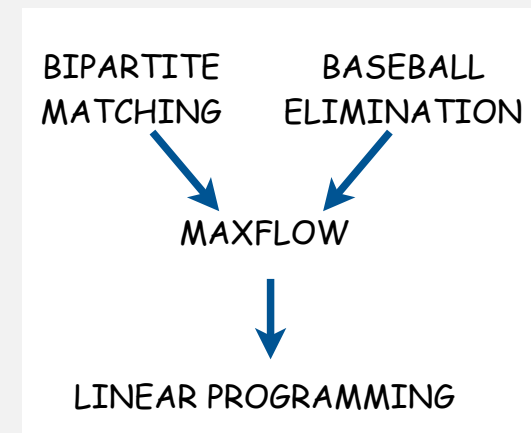 BIPARTITE
MATCHING
BASEBALL
ELIMINATION
MAXFLOW
LINEAR PROGRAMMING